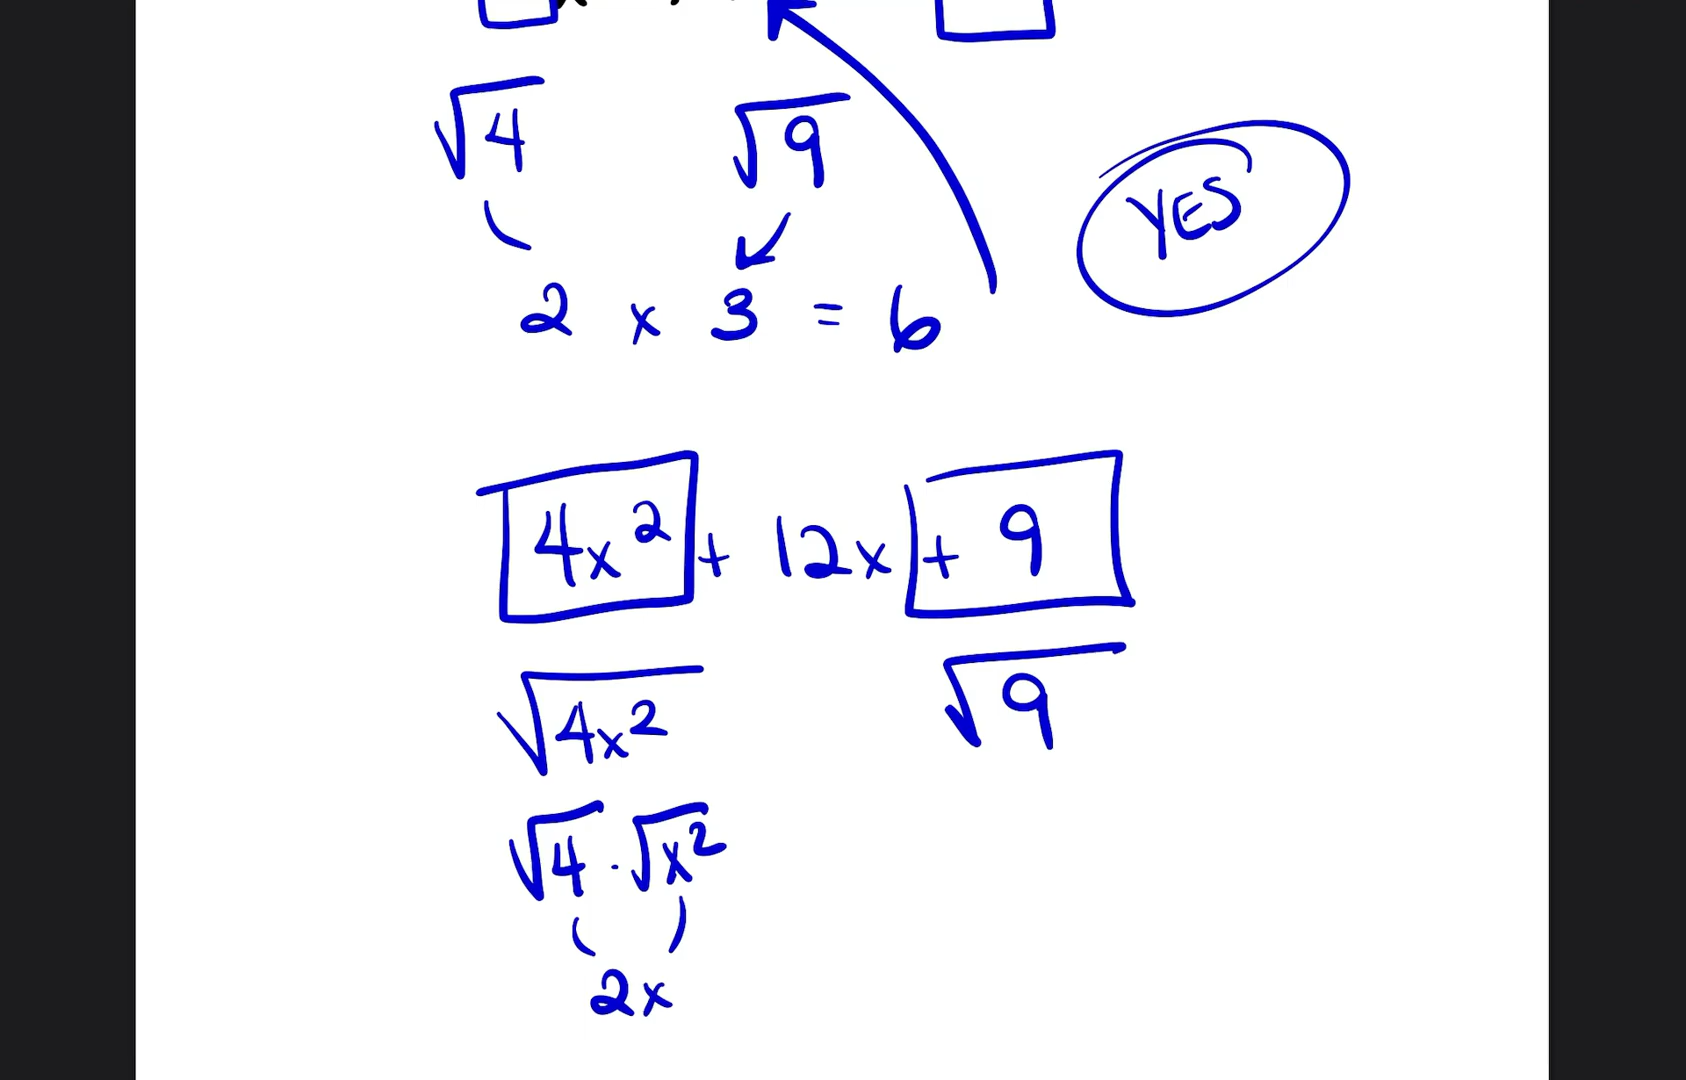 √4 √9
YES
2 x 3 = 6
4x² + 12x + 9
√4x² √9
√4 · √x²
2x